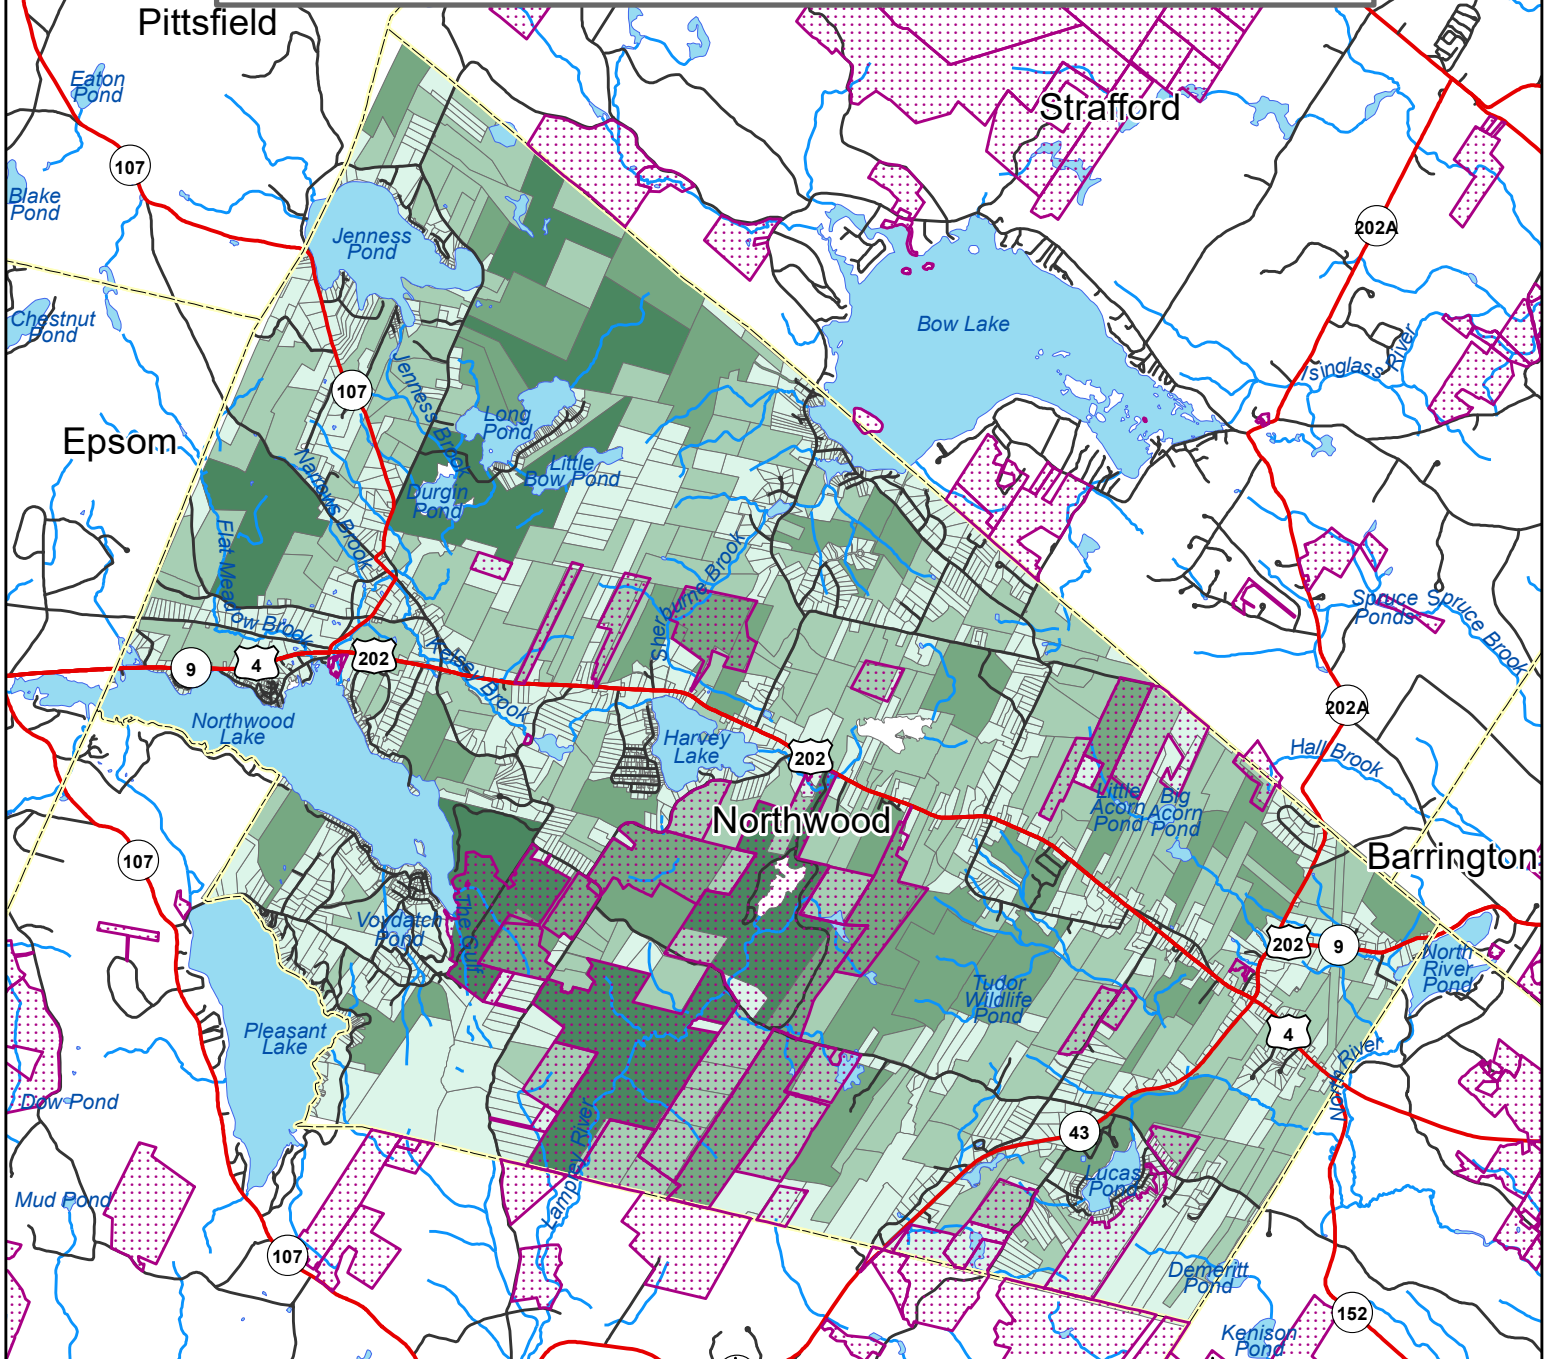 Pittsfield
Eaton
Pond
Strafford
107
Blake
Pond
202A
Jenness
Pond
Chestnut
Pond
Bow Lake
Isinglass River
107
Jenness Brook
Long
Pond
Epsom
Little
Bow Pond
Narrows Brook
Durgin
Pond
Flat Meadow Brook
Sherburne Brook
Spruce
Ponds
Spruce Brook
9
4
202
Kelsey Brook
202A
Northwood
Lake
Harvey
Lake
202
Hall Brook
Little
Acorn
Pond
Big
Acorn
Pond
Northwood
107
Barrington
Voydatch
Pond
The Gulf
202
9
North
River
Pond
Tudor
Wildlife
Pond
Pleasant
Lake
4
North River
Dow Pond
43
Lamprey River
Lucas
Pond
Mud Pond
107
Demeritt
Pond
152
Kenison
Pond